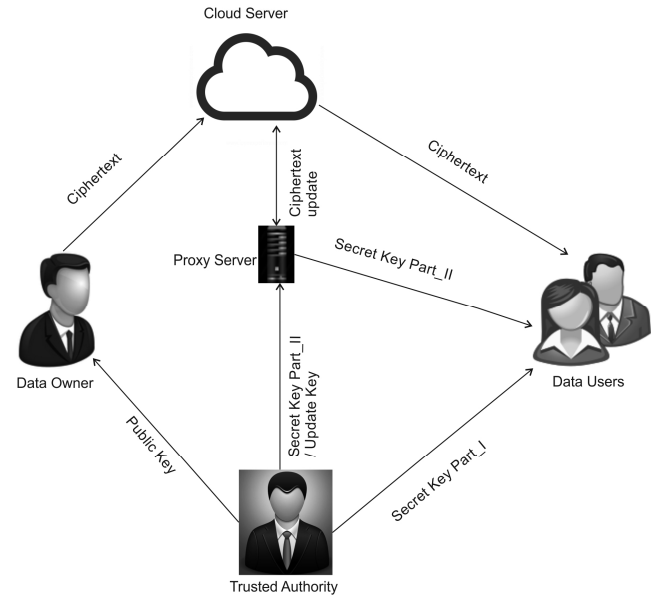 Cloud Server
Ciphertext
Ciphertext
update
Ciphertext
Proxy Server
Secret Key Part_II
Data Owner
Data Users
Public Key
Secret Key Part_II
/ Update Key
Secret Key Part_I
Trusted Authority